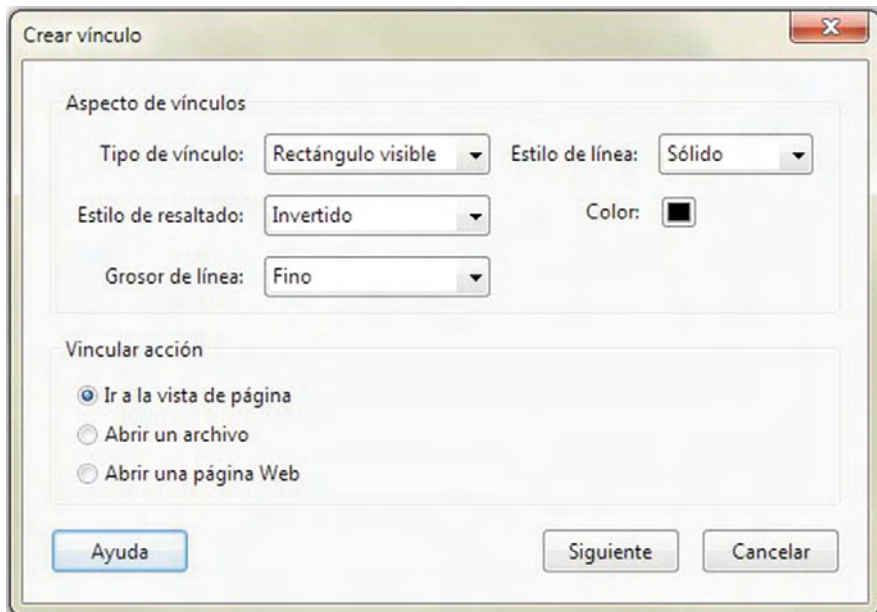 Crear vínculo
Aspecto de vínculos
Tipo de vínculo: Rectángulo visible Estilo de línea: Sólido
Estilo de resaltado: Invertido Color:
Grosor de línea: Fino
Vincular acción
Ir a la vista de página
Abrir un archivo
Abrir una página Web
Ayuda Siguiente Cancelar